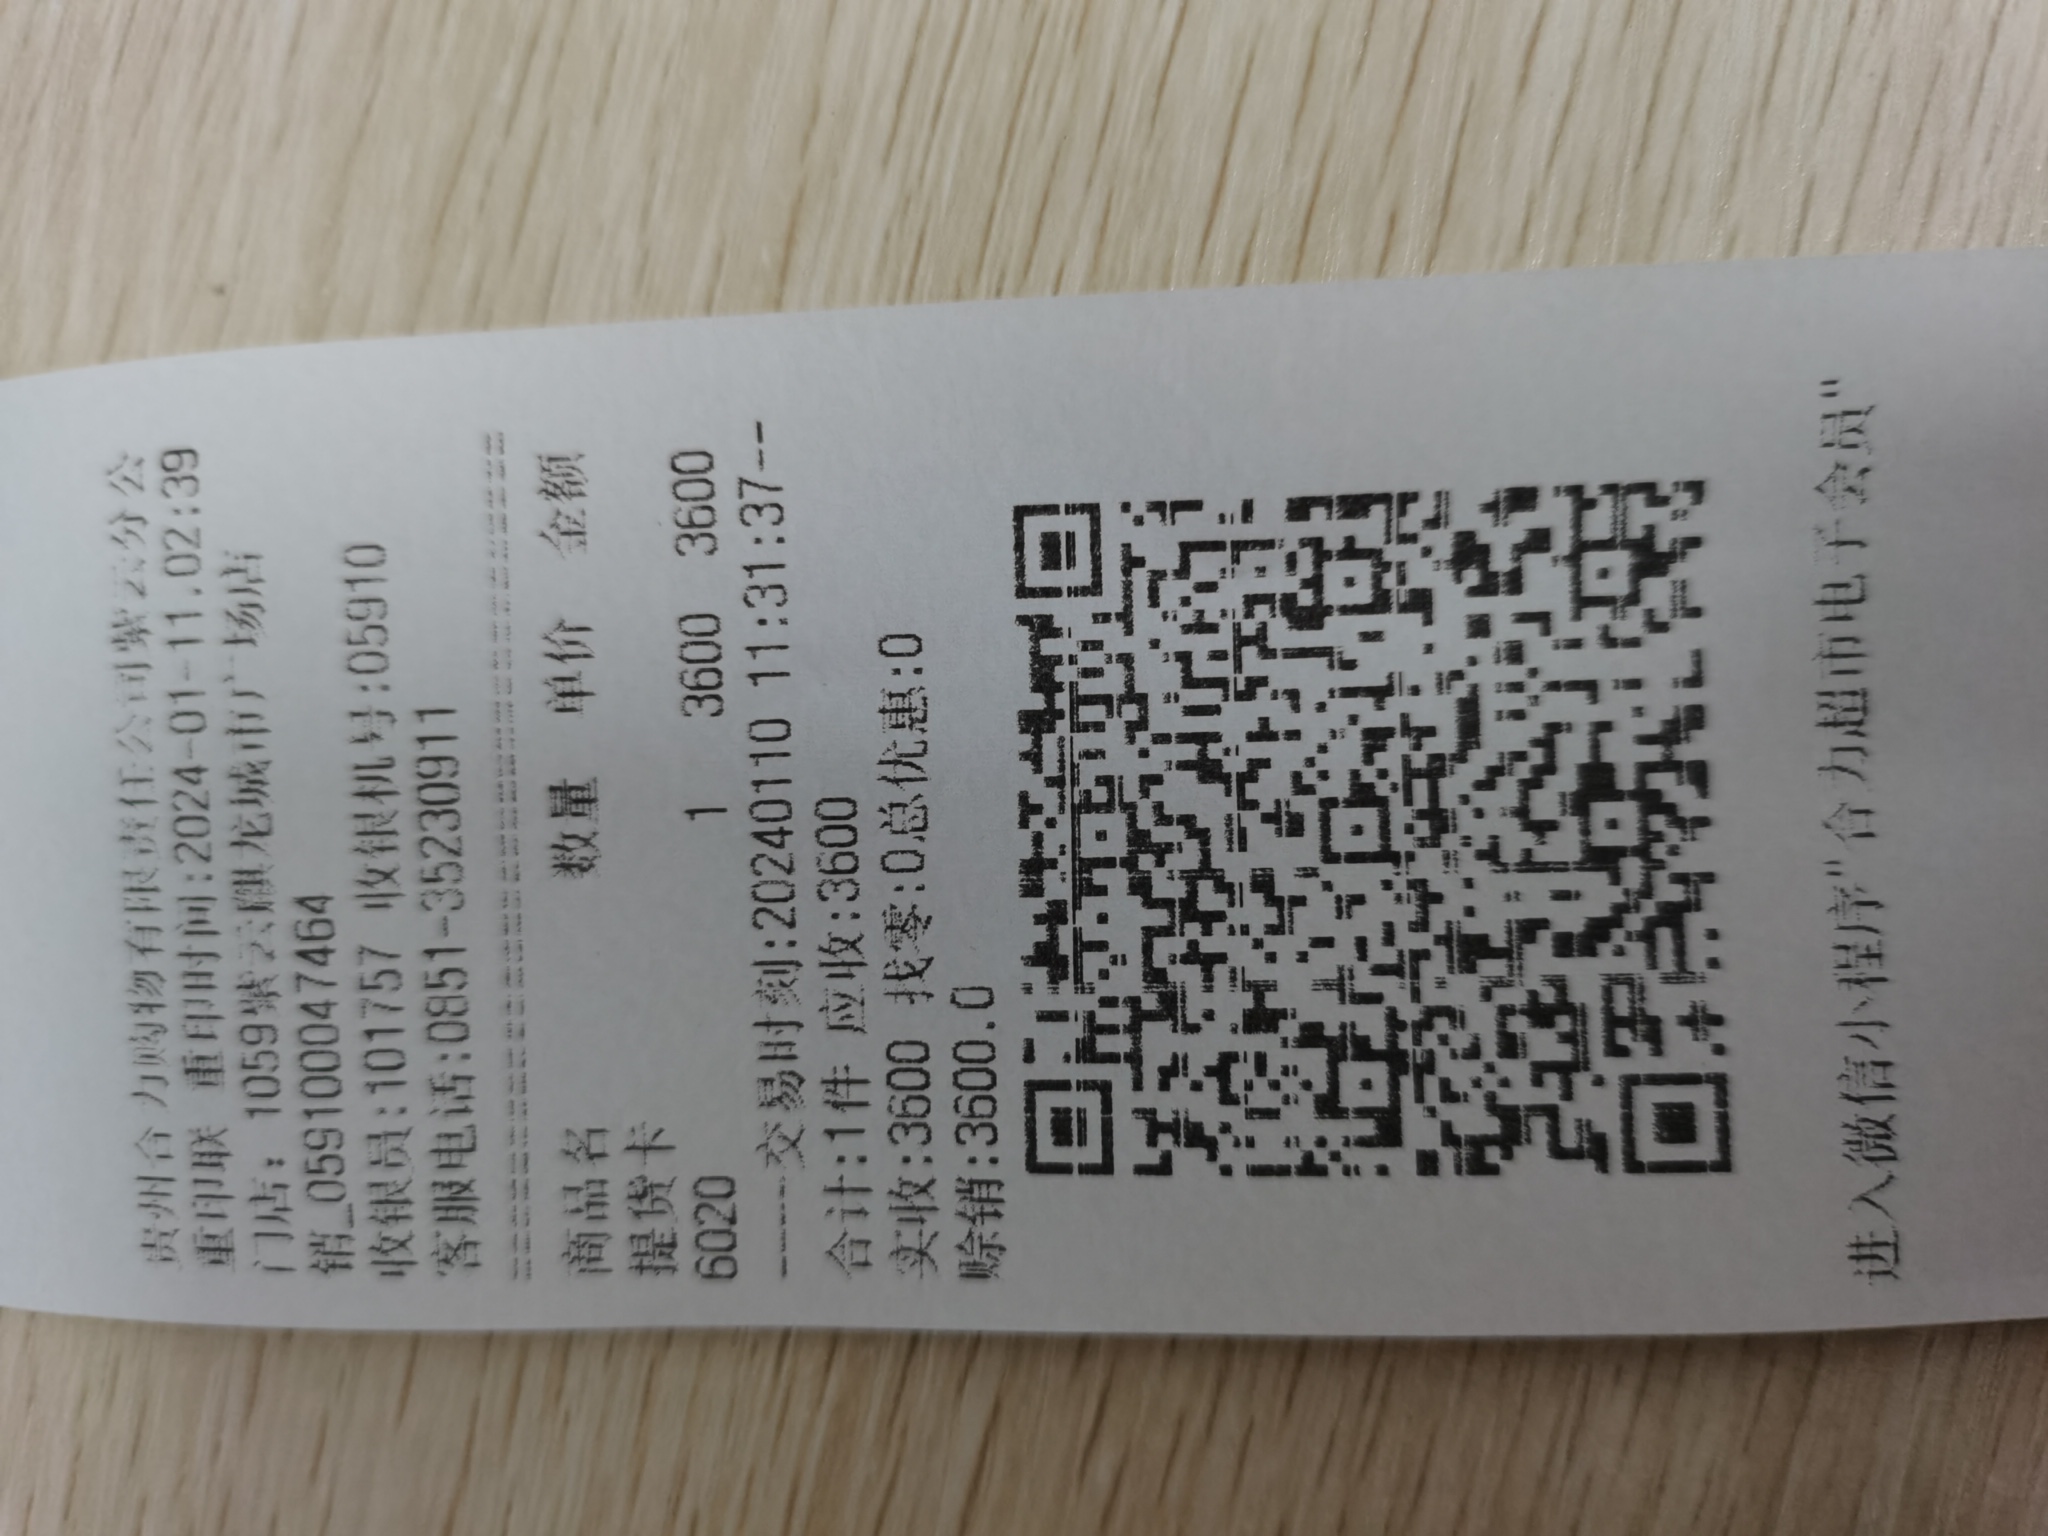 贵州合力购物有限责任公司紫云分公
重印联 重印时间:2024-01-11.02:39
门店: 1059紫云麒龙城市广场店
销_059100047464
收银员:101757 收银机号:05910
客服电话:0851-35230911
================================
商品名 数量 单价 金额
提货卡
60020 1 3600 3600
-----交易时刻:20240110 11:31:37--
合计:1件 应收:3600
实收:3600 找零:0总优惠:0
赊销:3600.0
进入微信小程序"合力超市电子会员"